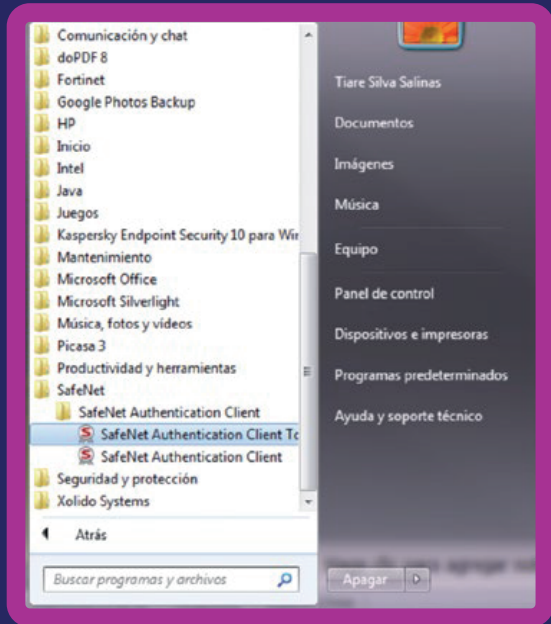 Comunicación y chat
doPDF 8
Fortinet
Google Photos Backup
HP
Inicio
Intel
Java
Juegos
Kaspersky Endpoint Security 10 para Wir
Mantenimiento
Microsoft Office
Microsoft Silverlight
Música, fotos y vídeos
Picasa 3
Productividad y herramientas
SafeNet
SafeNet Authentication Client
SafeNet Authentication Client To
SafeNet Authentication Client
Seguridad y protección
Xolido Systems
Atrás
Buscar programas y archivos
Tiare Silva Salinas
Documentos
Imágenes
Música
Equipo
Panel de control
Dispositivos e impresoras
Programas predeterminados
Ayuda y soporte técnico
Apagar